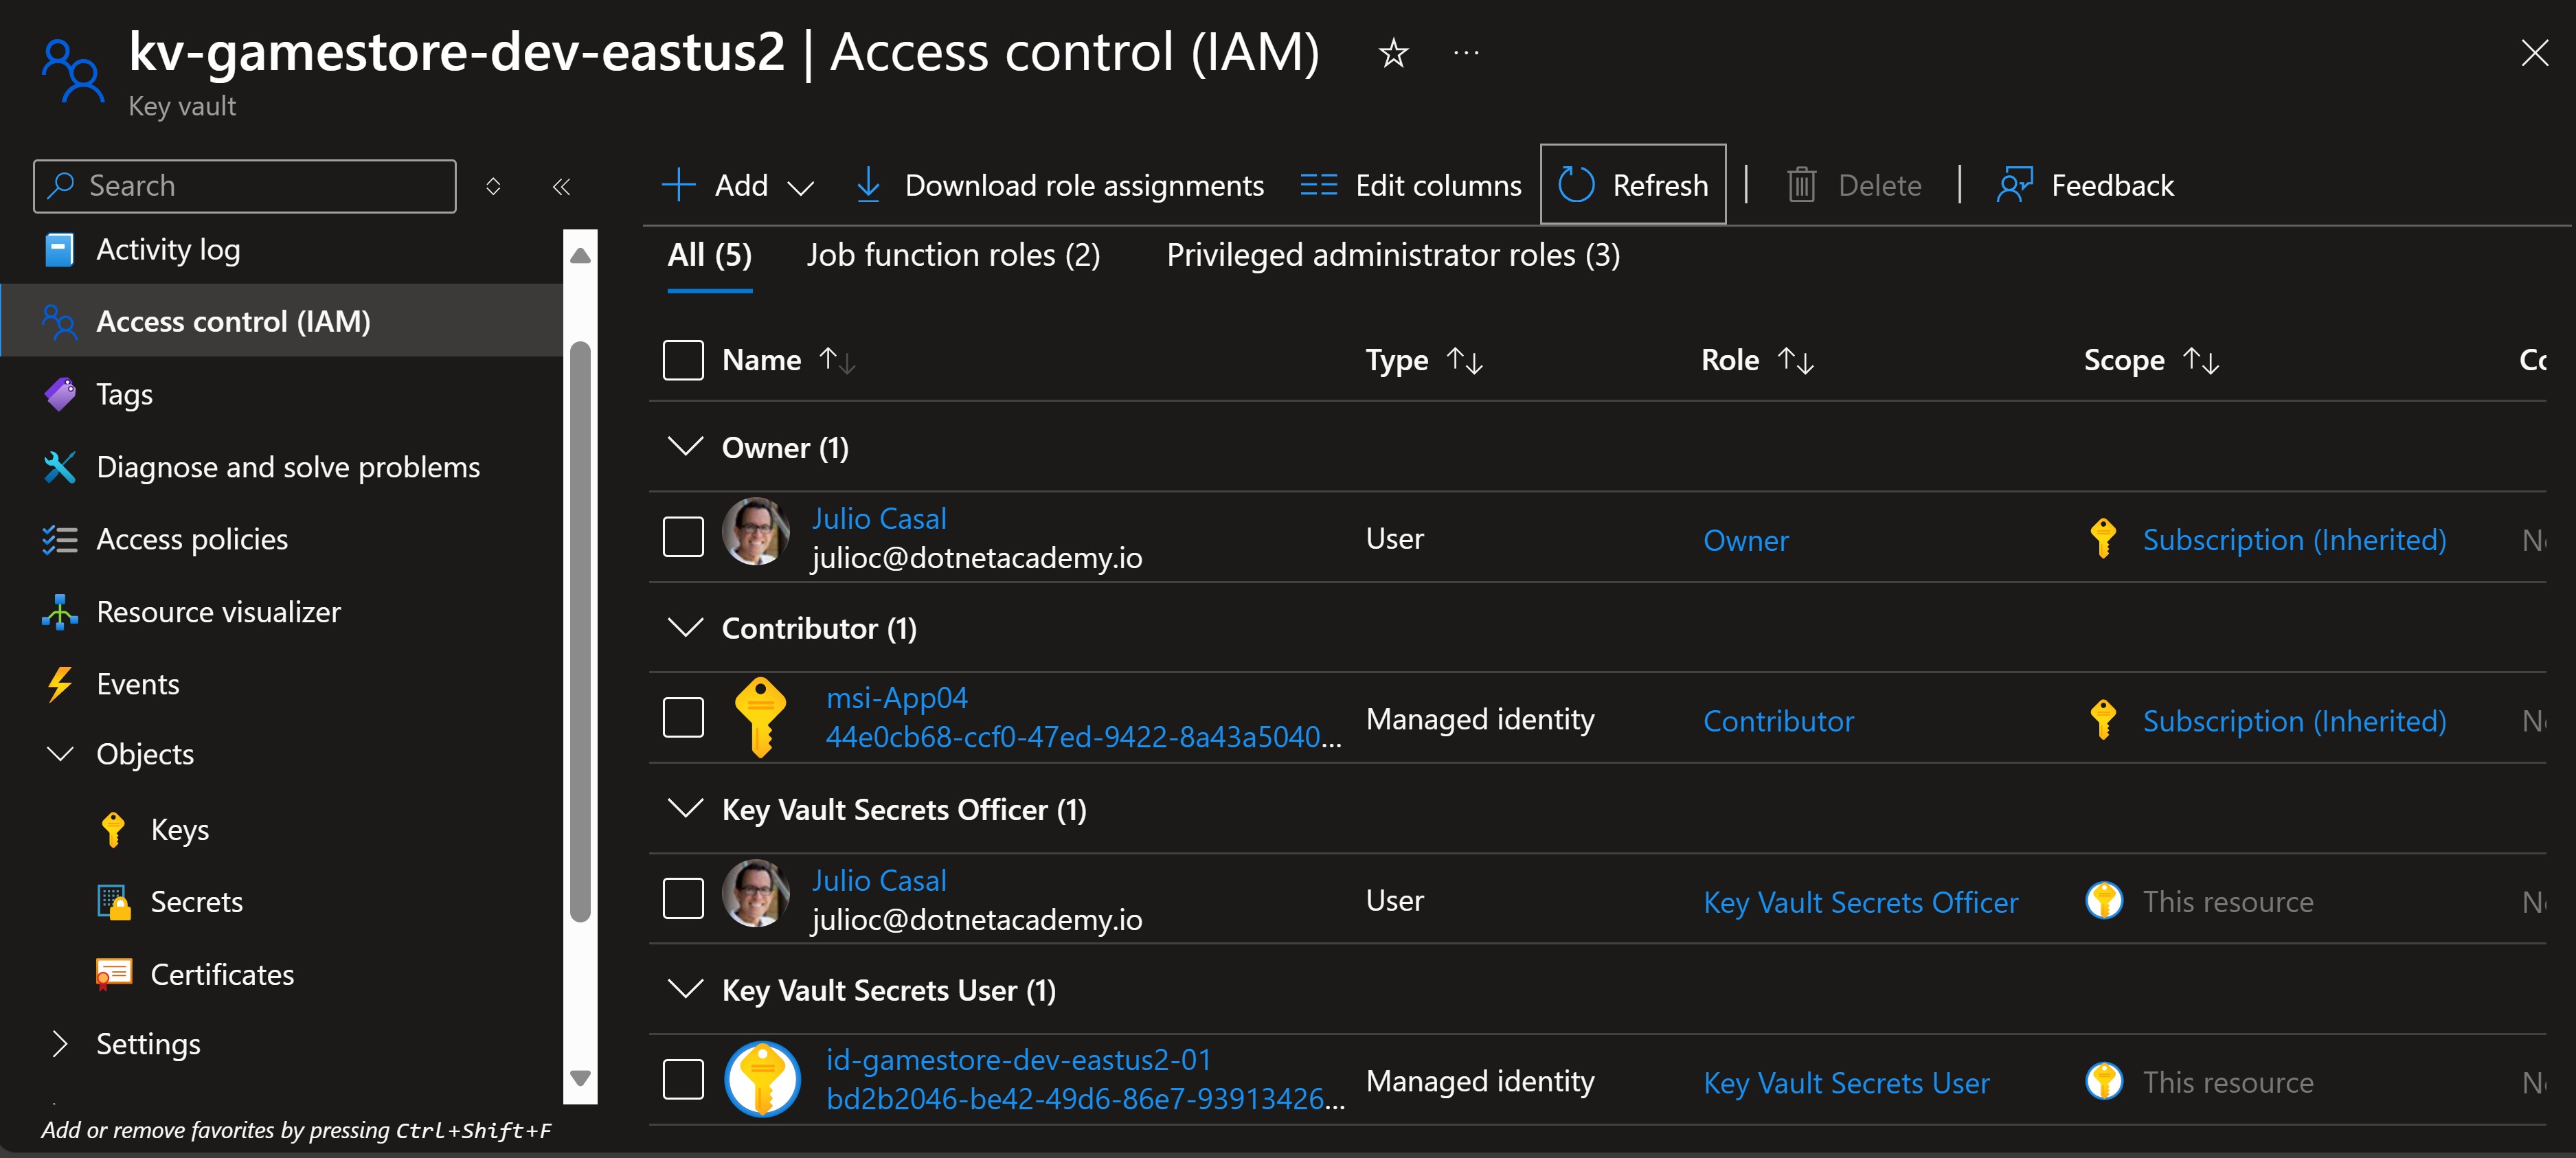 kv-gamestore-dev-eastus2 | Access control (IAM)
Key vault
Search
Activity log
Access control (IAM)
Tags
Diagnose and solve problems
Access policies
Resource visualizer
Events
Objects
Keys
Secrets
Certificates
Settings
Add or remove favorites by pressing Ctrl+Shift+F
Add Download role assignments Edit columns Refresh | Delete | Feedback
All (5) Job function roles (2) Privileged administrator roles (3)
Name Type Role Scope
Owner (1)
Julio Casal
julioc@dotnetacademy.io
User Owner Subscription (Inherited)
Contributor (1)
msi-App04
44e0cb68-ccf0-47ed-9422-8a43a5040...
Managed identity Contributor Subscription (Inherited)
Key Vault Secrets Officer (1)
Julio Casal
julioc@dotnetacademy.io
User Key Vault Secrets Officer This resource
Key Vault Secrets User (1)
id-gamestore-dev-eastus2-01
bd2b2046-be42-49d6-86e7-93913426...
Managed identity Key Vault Secrets User This resource